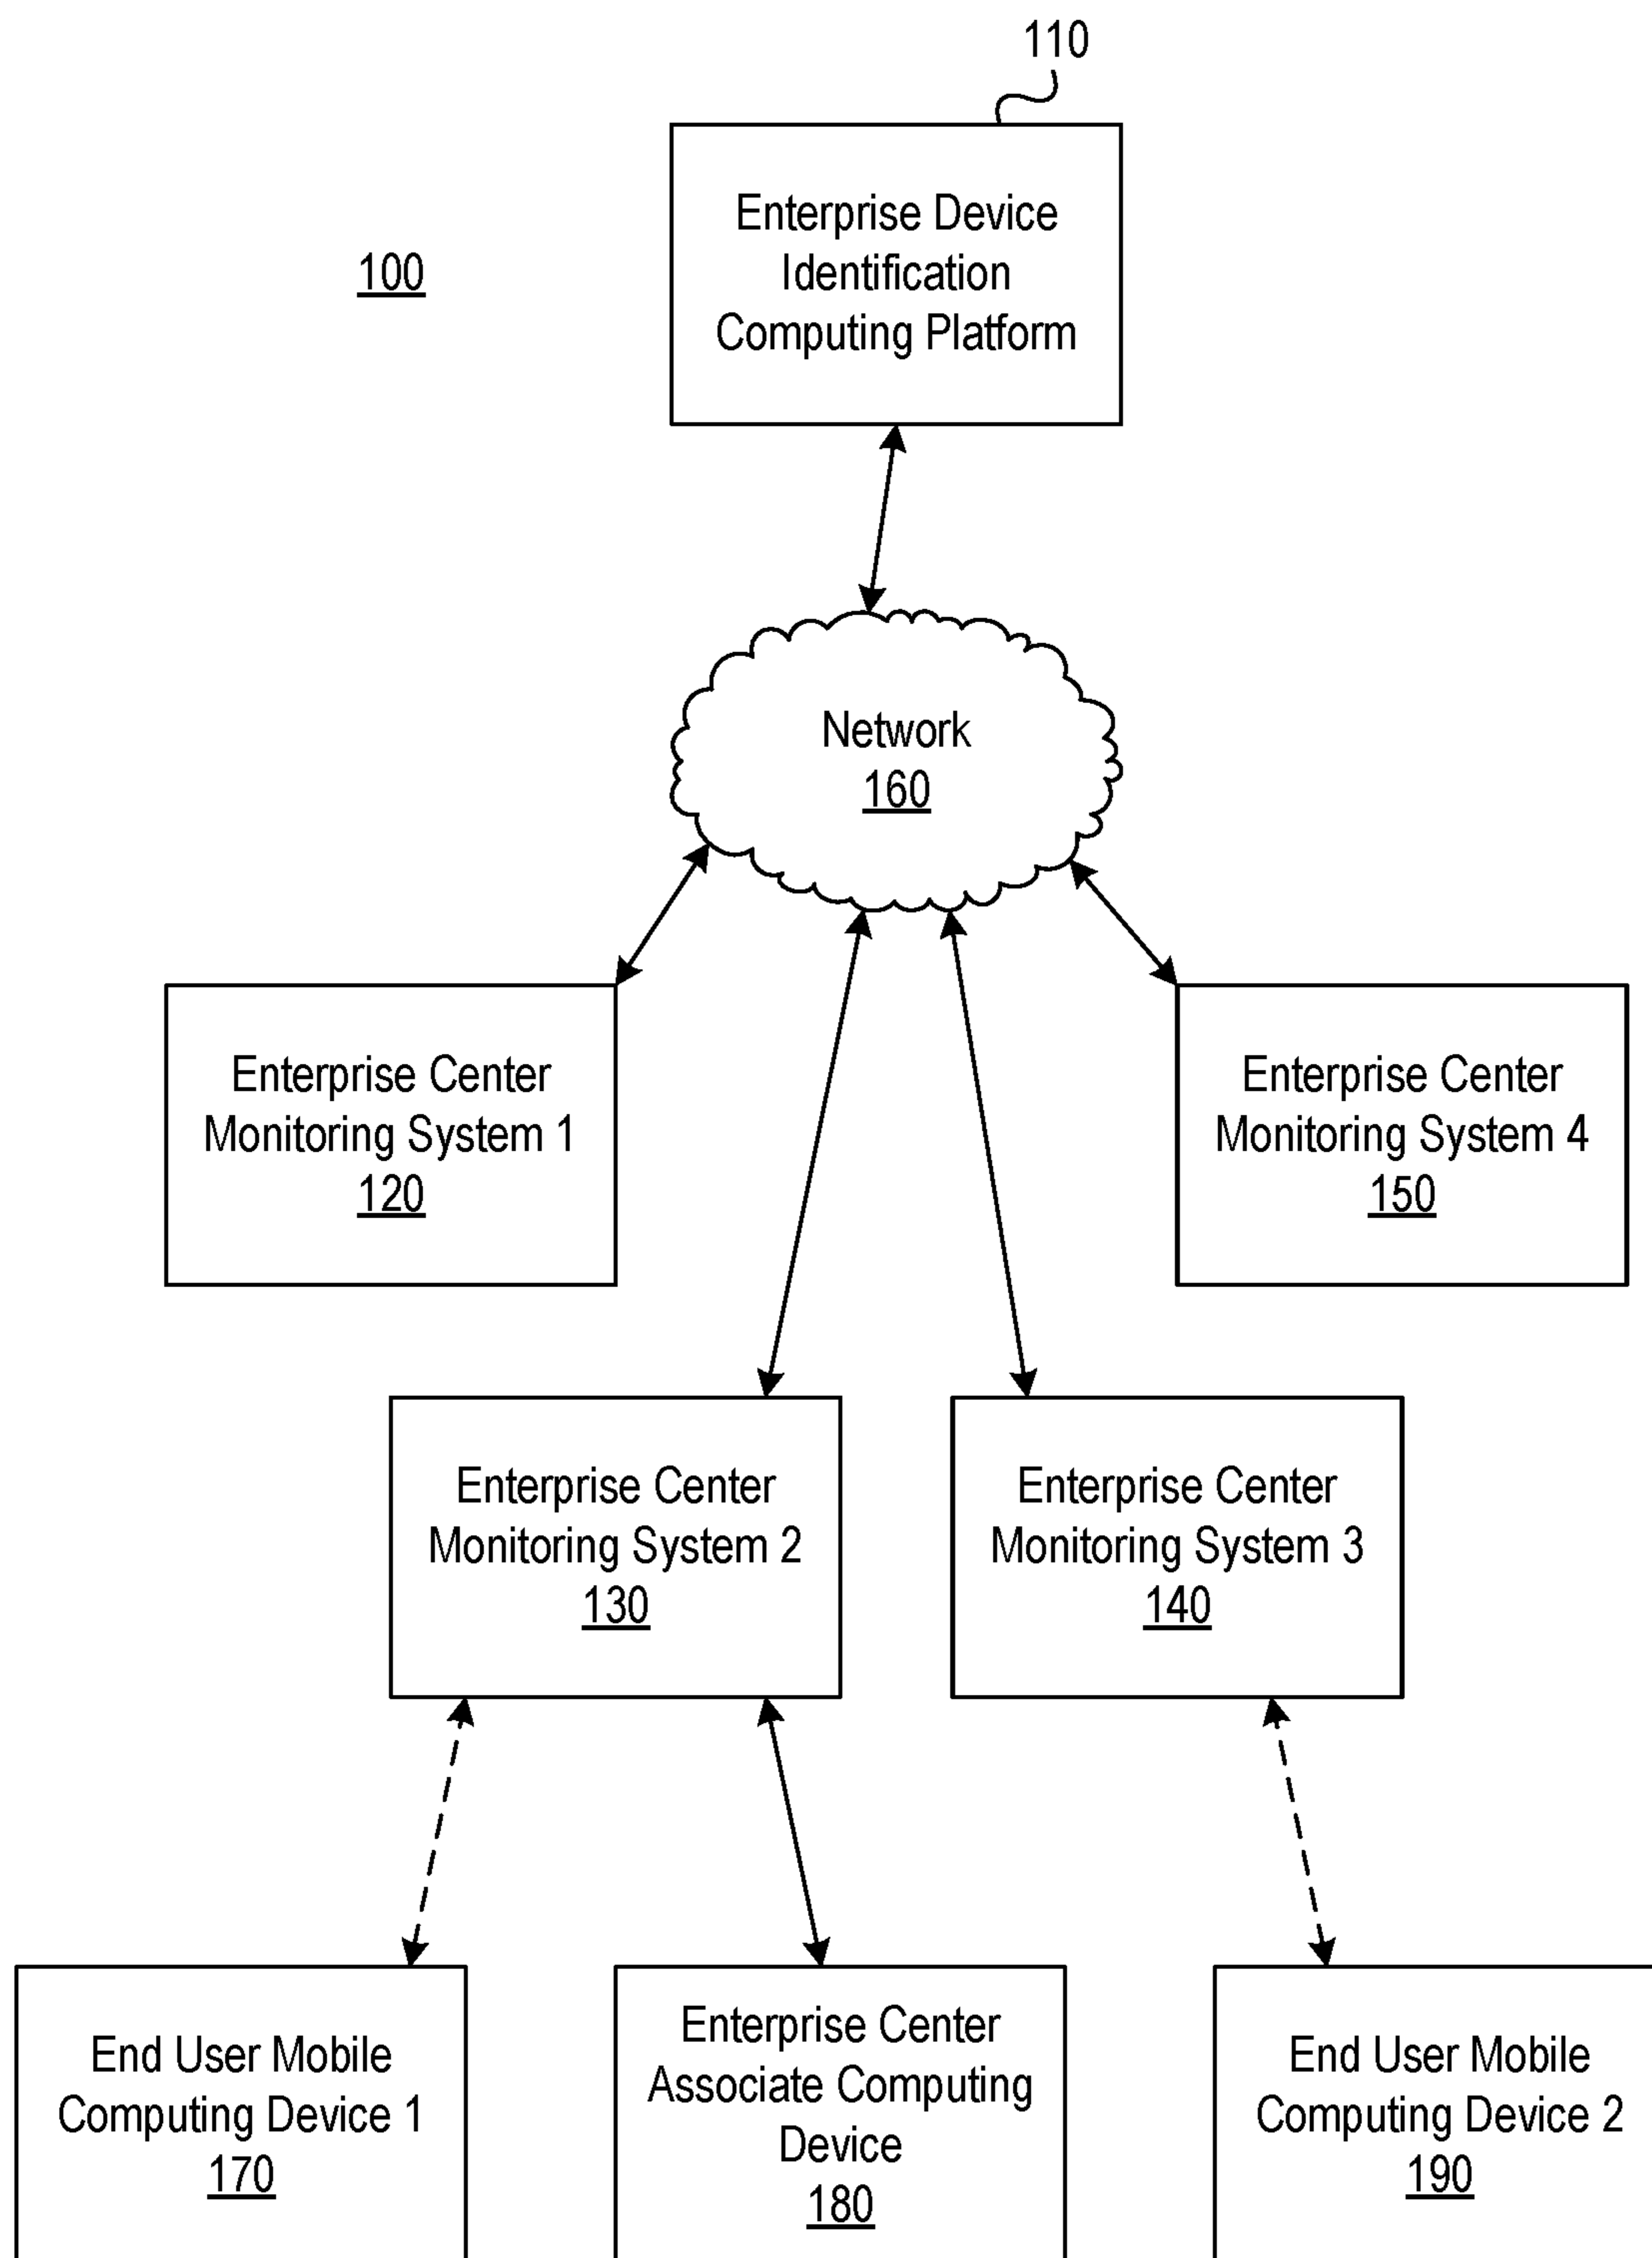 110
100
Enterprise Device
Identification
Computing Platform
Network
160
Enterprise Center
Monitoring System 1
120
Enterprise Center
Monitoring System 4
150
Enterprise Center
Monitoring System 2
130
Enterprise Center
Monitoring System 3
140
End User Mobile
Computing Device 1
170
Enterprise Center
Associate Computing
Device
180
End User Mobile
Computing Device 2
190